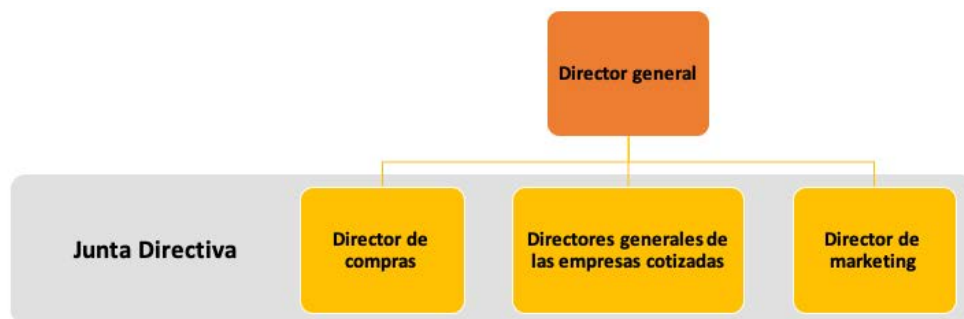 Director general
Junta Directiva
Director de
compras
Directores generales de
las empresas cotizadas
Director de
marketing